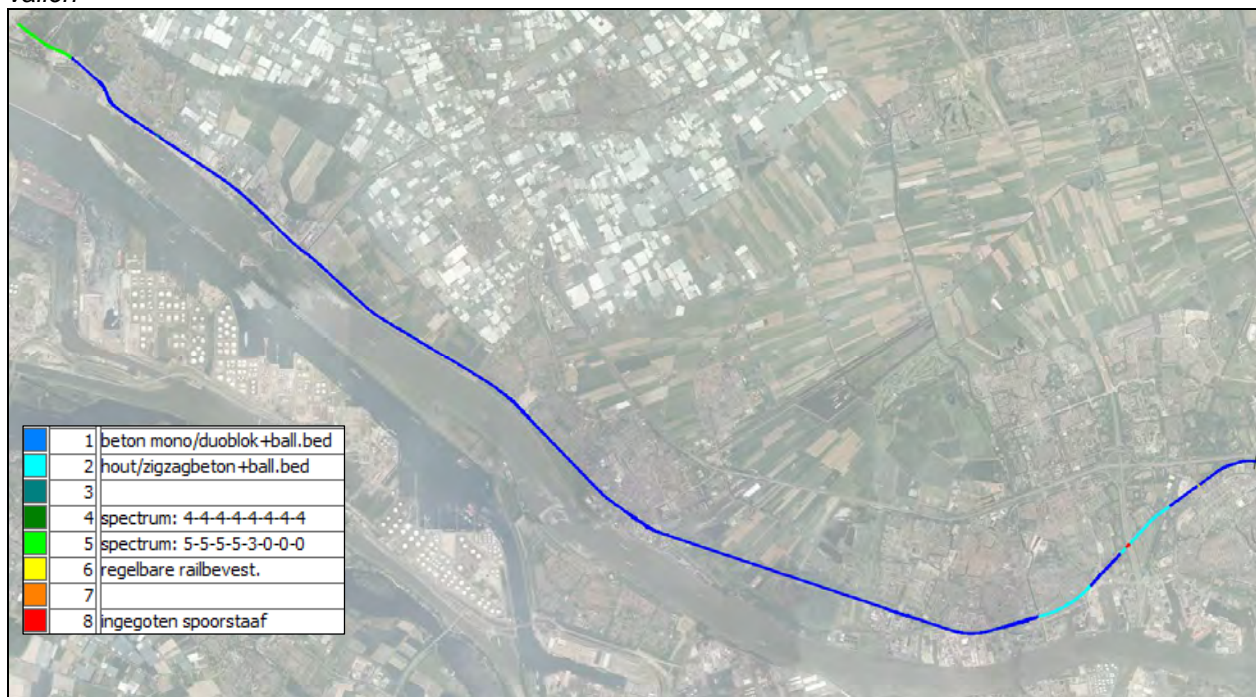 vallen
1 beton mono/duoblok+ball.bed
2 hout/zigzagbeton+ball.bed
3
4 spectrum: 4-4-4-4-4-4-4-4
5 spectrum: 5-5-5-5-3-0-0-0
6 regelbare railbevest.
7
8 ingegoten spoorstaaf